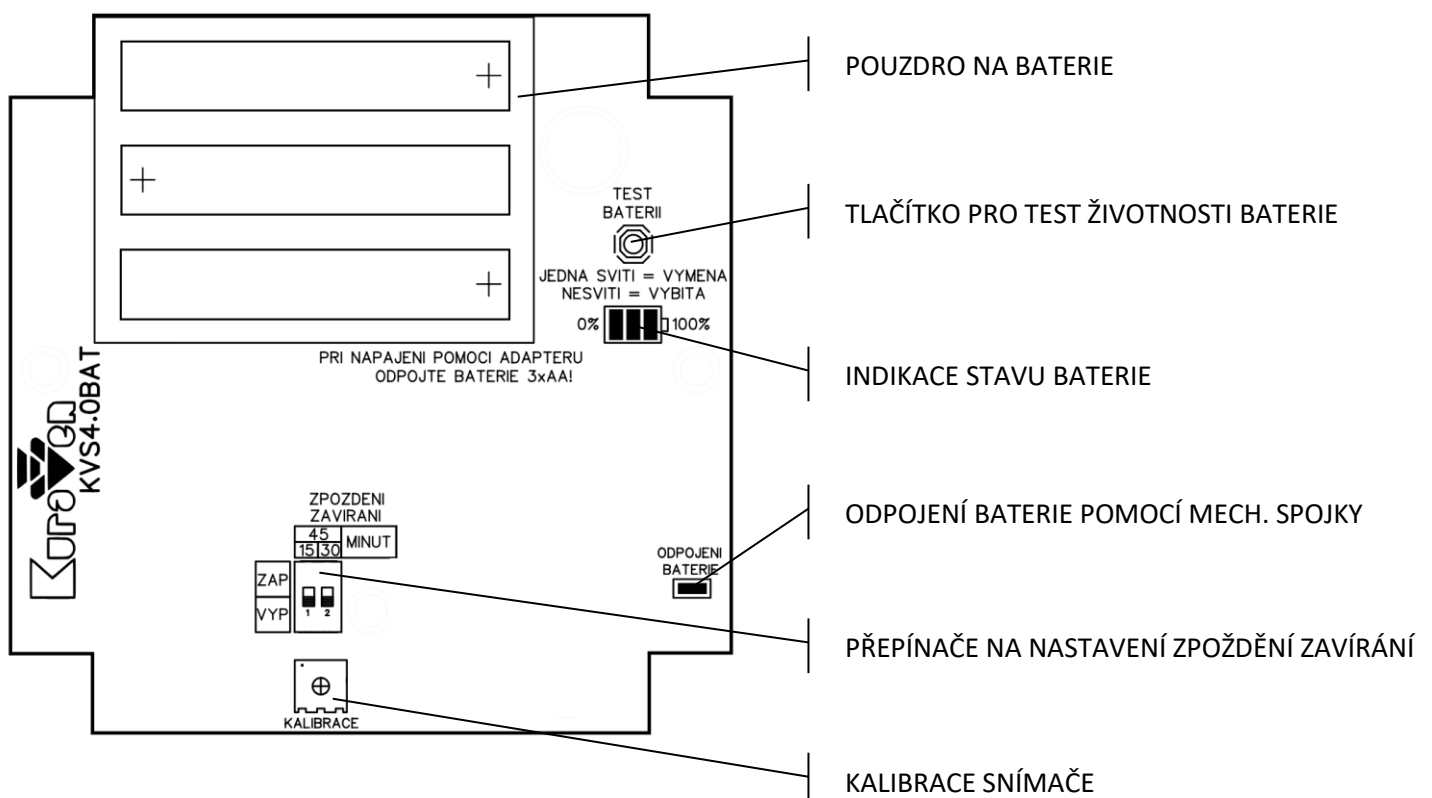 POUZDRO NA BATERIE
+
+
+
TEST
BATERII
TLAČÍTKO PRO TEST ŽIVOTNOSTI BATERIE
JEDNA SVITI = VYMENA
NESVITI = VYBITA
0% 100%
PRI NAPAJENI POMOCI ADAPTERU
ODPOJTE BATERIE 3xAA!
INDIKACE STAVU BATERIE
KVS4.0BAT
ZPOZDENI
ZAVIRANI
45
15 30 MINUT
ZAP
VYP
1 2
ODPOJENI
BATERIE
ODPOJENÍ BATERIE POMOCÍ MECH. SPOJKY
PŘEPÍNAČE NA NASTAVENÍ ZPOŽDĚNÍ ZAVÍRÁNÍ
KALIBRACE
KALIBRACE SNÍMAČE